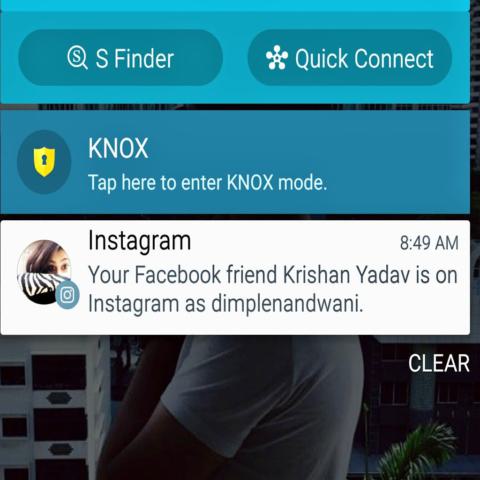 S Finder
Quick Connect
KNOX
Tap here to enter KNOX mode.
Instagram
8:49 AM
Your Facebook friend Krishan Yadav is on
Instagram as dimplenandwani.
CLEAR